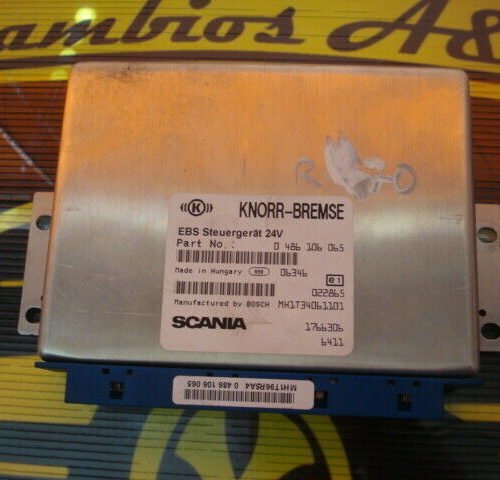 cambios A&
R O
((K)) KNORR-BREMSE
EBS Steuergerät 24V
Part No.: 0 486 106 065
Made in Hungary 06346 e1
022865
Manufactured by BOSCH MH1T34061101
SCANIA 1766306
6411
MH1T96R5A4 0 486 106 065